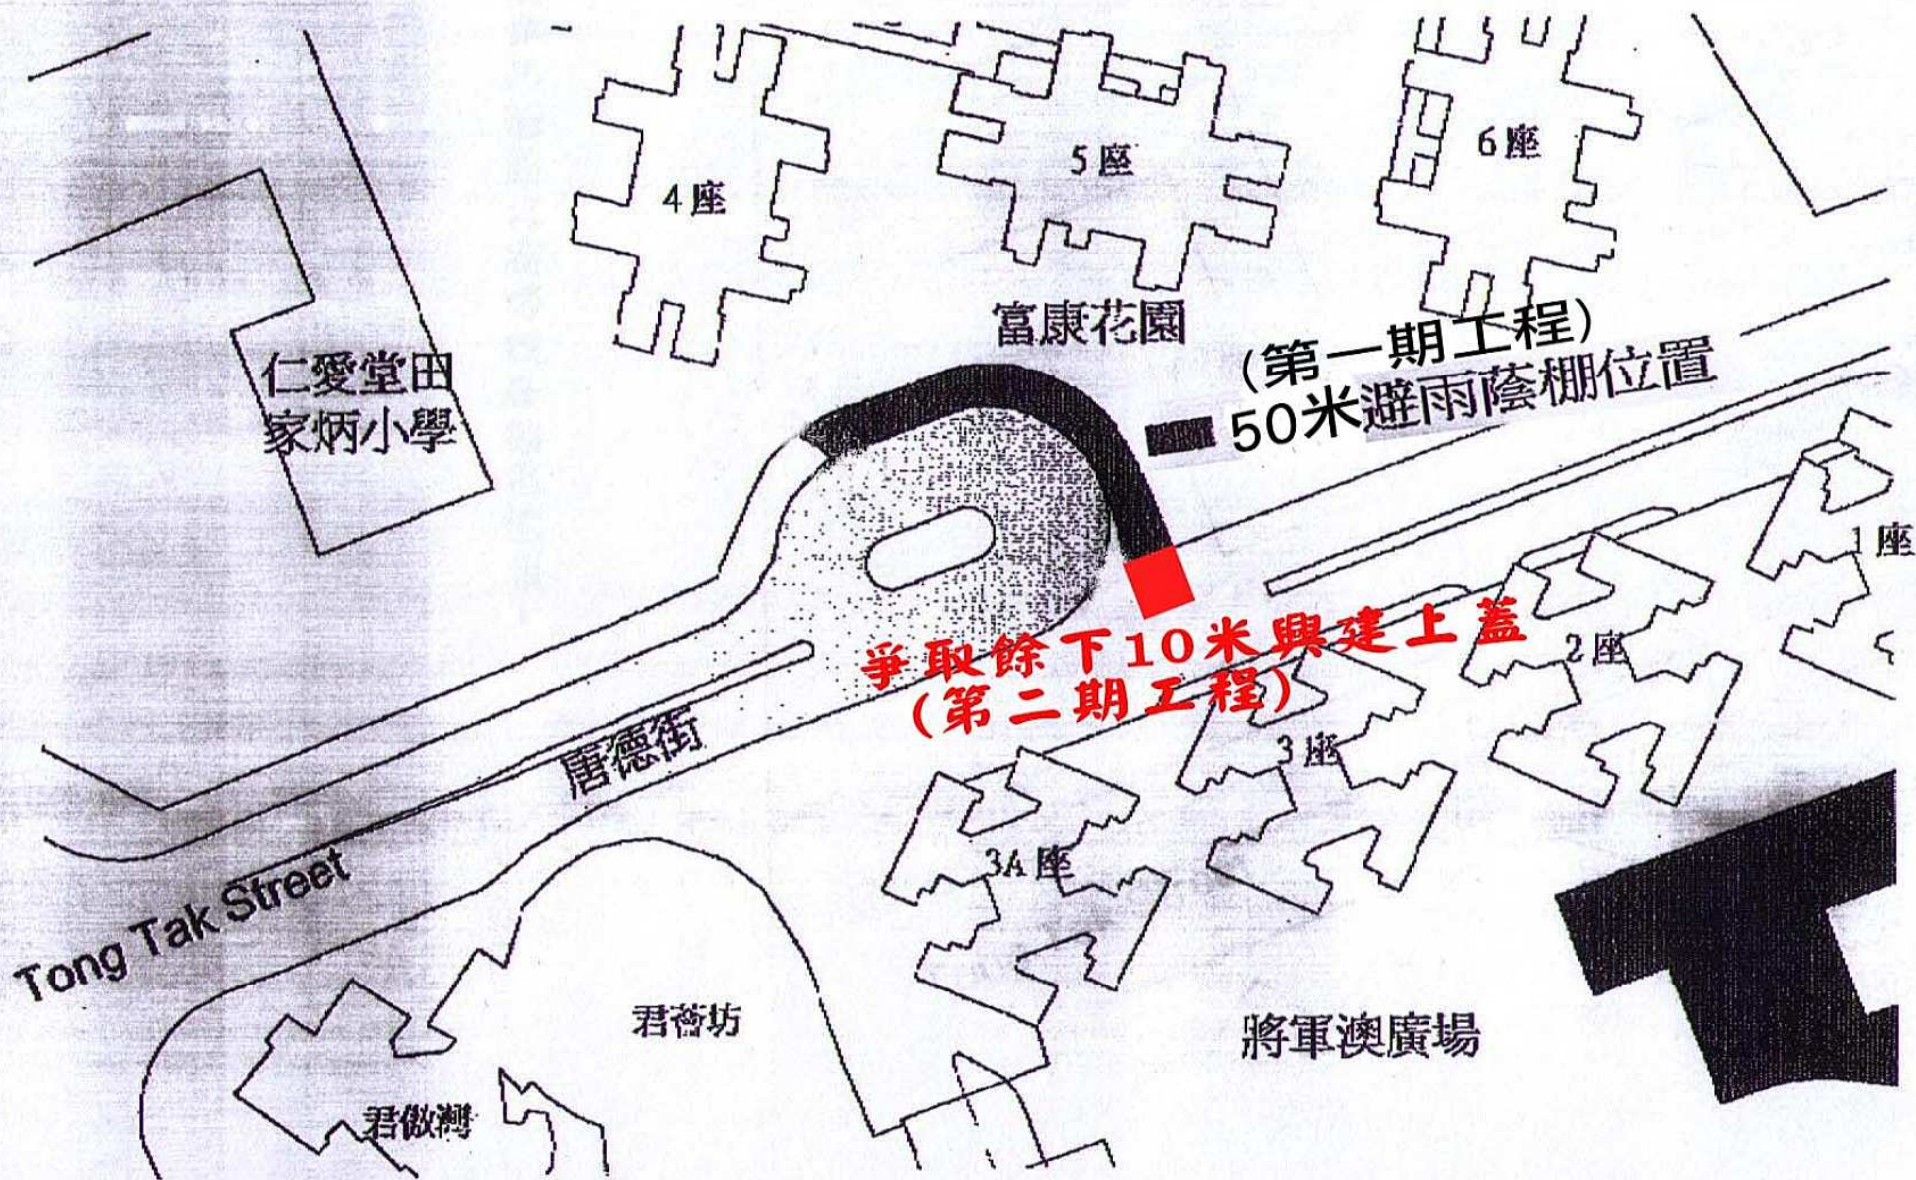 4座
5座
6座
富康花園
仁愛堂田
家炳小學
(第一期工程)
50米避雨蔭棚位置
1座
爭取餘下10米興建上蓋
(第二期工程)
2座
唐德街
3座
3A座
Tong Tak Street
君薈坊
將軍澳廣場
君傲灣